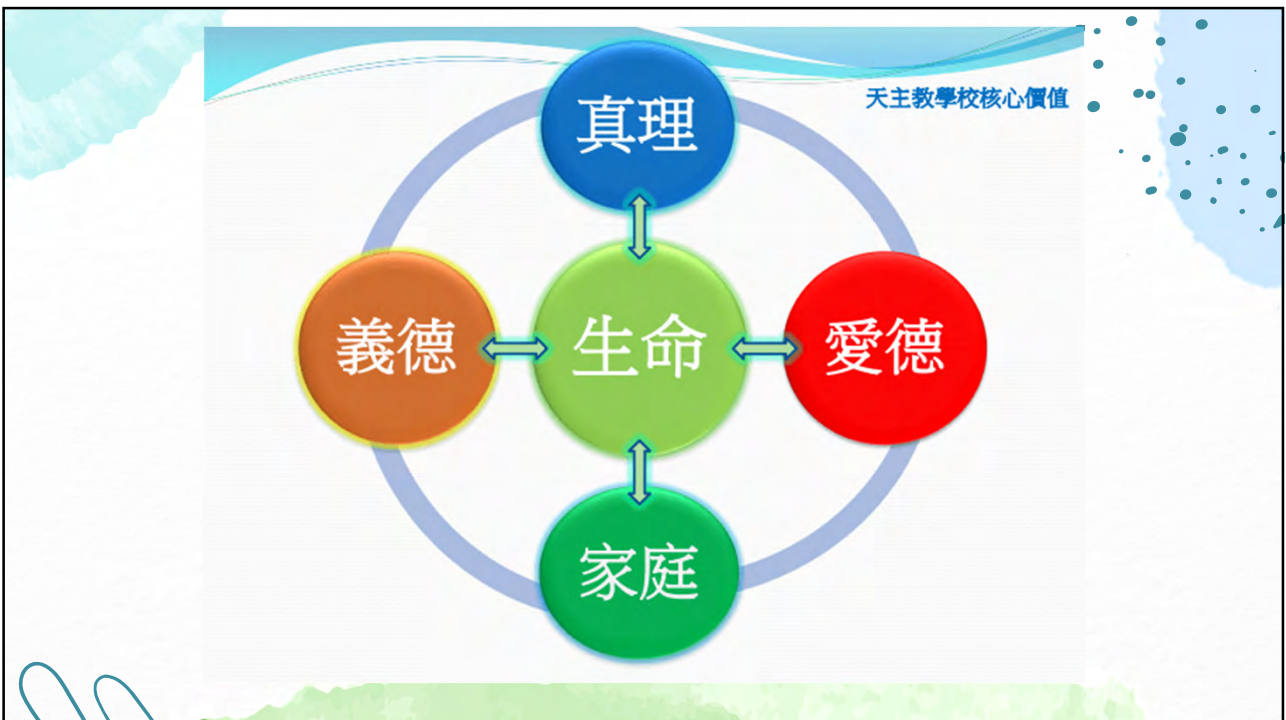 天主教學校核心價值
真理
義德
生命
愛德
家庭